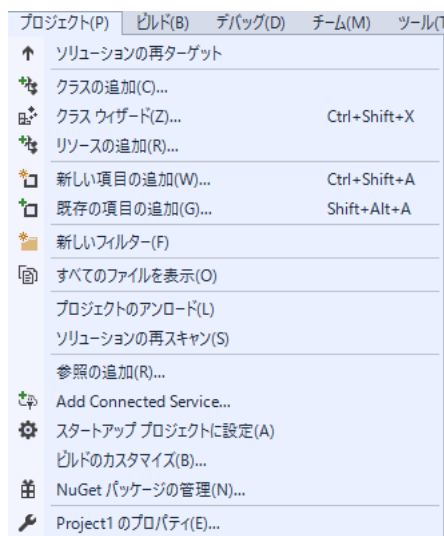 プロジェクト(P) ビルド(B) デバッグ(D) チーム(M) ツール(T
ソリューションの再ターゲット
クラスの追加(C)...
クラス ウィザード(Z)... Ctrl+Shift+X
リソースの追加(R)...
新しい項目の追加(W)... Ctrl+Shift+A
既存の項目の追加(G)... Shift+Alt+A
新しいフィルター(F)
すべてのファイルを表示(O)
プロジェクトのアンロード(L)
ソリューションの再スキャン(S)
参照の追加(R)...
Add Connected Service...
スタートアップ プロジェクトに設定(A)
ビルドのカスタマイズ(B)...
NuGet パッケージの管理(N)...
Project1 のプロパティ(E)...